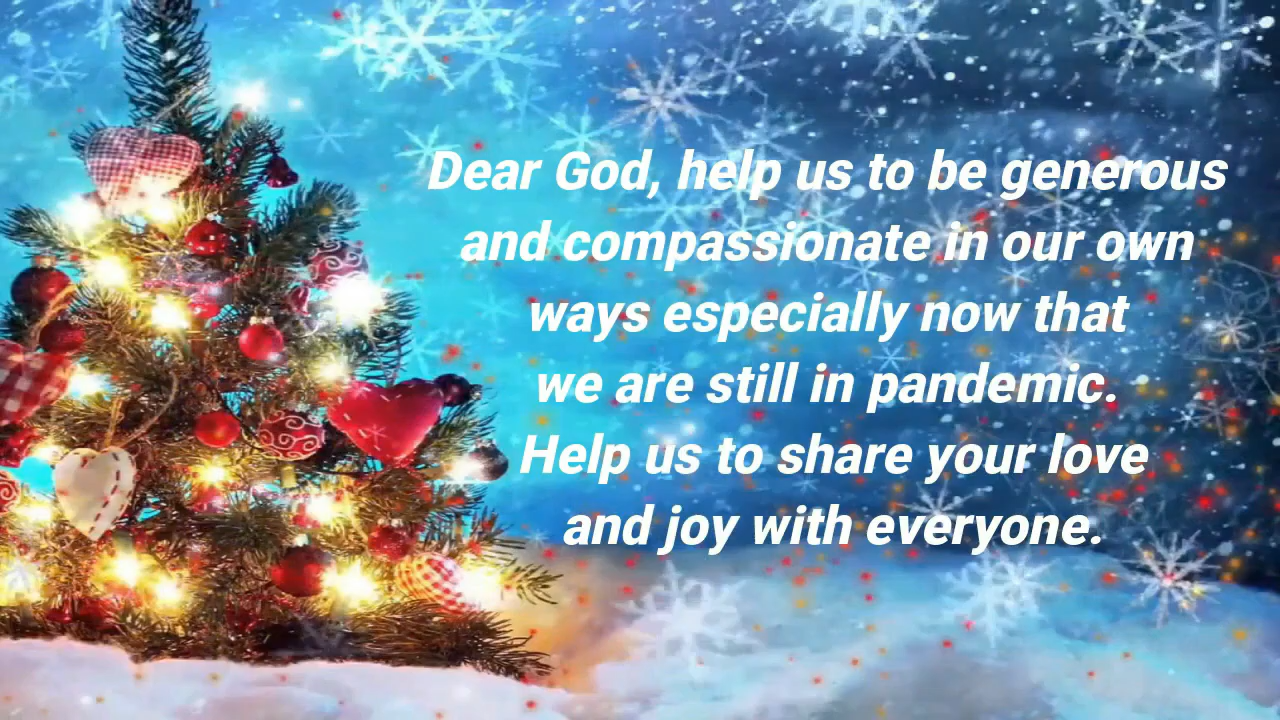 Dear God, help us to be generous
and compassionate in our own
ways especially now that
we are still in pandemic.
Help us to share your love
and joy with everyone.